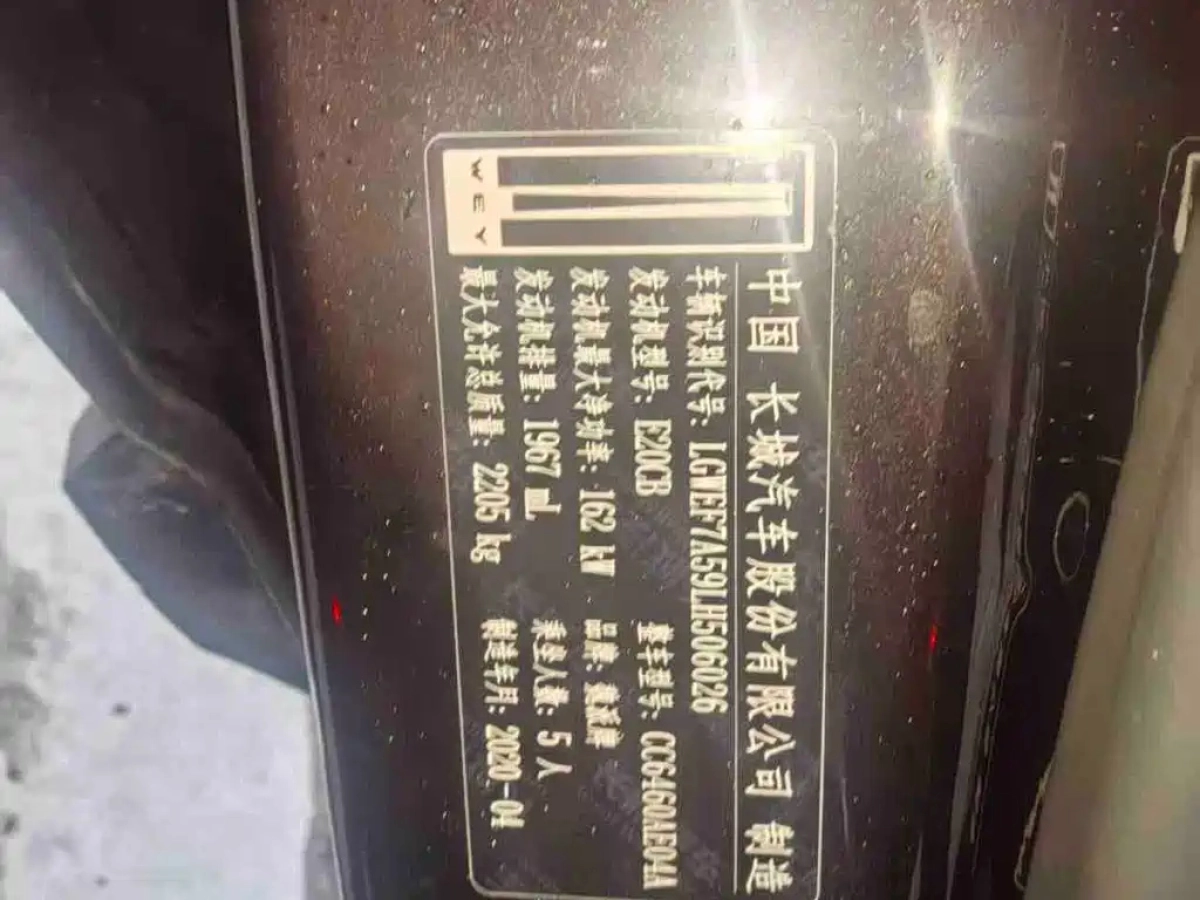 WEY
中国 长城汽车股份有限公司 制造
车辆识别代号: LGWEF7A59LH506026
发动机型号: E20CB 整车型号: CC6460AE04A
发动机最大净功率: 162 kW 品牌: 魏派牌
发动机排量: 1967 mL 乘坐人数: 5 人
最大允许总质量: 2205 kg 制造年月: 2020-04